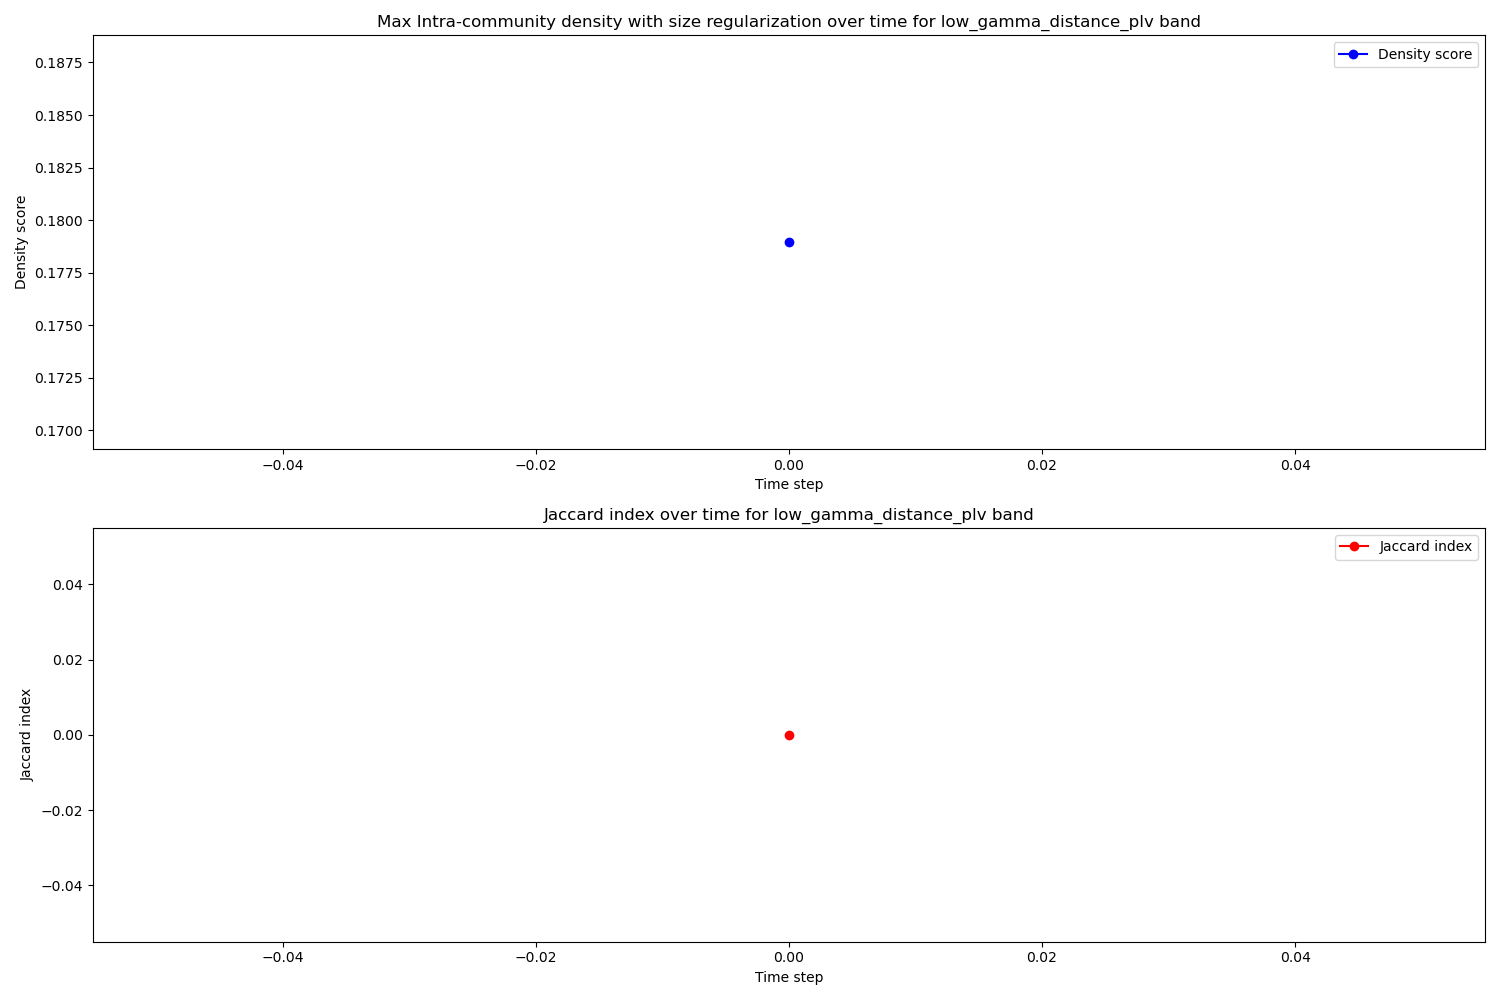 Max Intra-community density with size regularization over time for low_gamma_distance_plv band
Density score
0.1875
0.1850
0.1825
0.1800
0.1775
0.1750
0.1725
0.1700
Density score
−0.04
−0.02
0.00
0.02
0.04
Time step
Jaccard index over time for low_gamma_distance_plv band
Jaccard index
0.04
0.02
0.00
−0.02
−0.04
Jaccard index
−0.04
−0.02
0.00
0.02
0.04
Time step